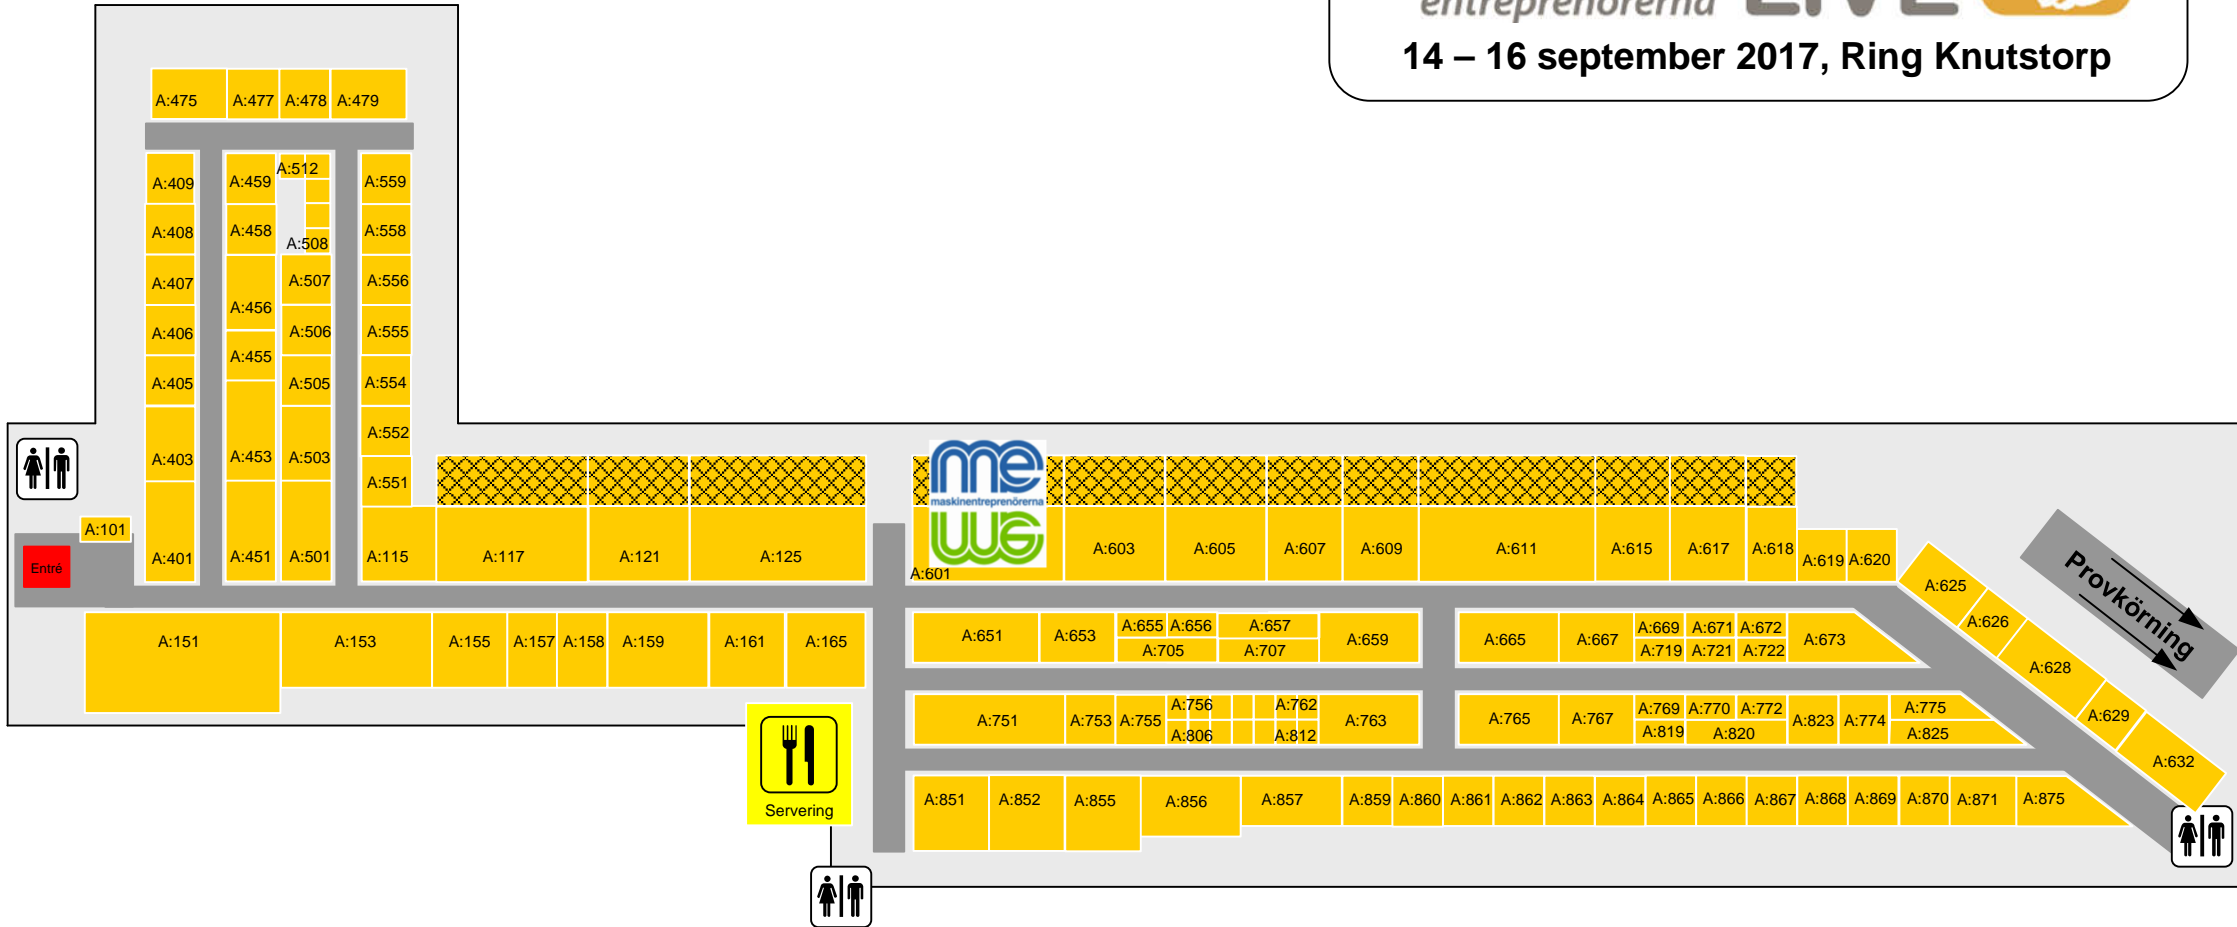 entreprenörerna LIVE
14 – 16 september 2017, Ring Knutstorp
A:475 A:477 A:478 A:479
A:409 A:459 A:512 A:559
A:408 A:458 A:508 A:558
A:407 A:456 A:507 A:556
A:406 A:455 A:506 A:555
A:405 A:505 A:554
A:403 A:453 A:503 A:552
A:551
A:101
Entré
A:401 A:451 A:501 A:115 A:117 A:121 A:125
me
maskinentreprenörerna
UUG
A:601 A:603 A:605 A:607 A:609 A:611 A:615 A:617 A:618 A:619 A:620
A:625
A:626
A:628
A:629
A:632
Provkörning
A:151 A:153 A:155 A:157 A:158 A:159 A:161 A:165
A:651 A:653 A:655 A:656 A:657 A:659 A:665 A:667 A:669 A:671 A:672 A:673
A:705 A:707 A:719 A:721 A:722
A:751 A:753 A:755 A:756 A:762 A:763 A:765 A:767 A:769 A:770 A:772 A:823 A:774 A:775
A:806 A:812 A:819 A:820 A:825
Servering
A:851 A:852 A:855 A:856 A:857 A:859 A:860 A:861 A:862 A:863 A:864 A:865 A:866 A:867 A:868 A:869 A:870 A:871 A:875